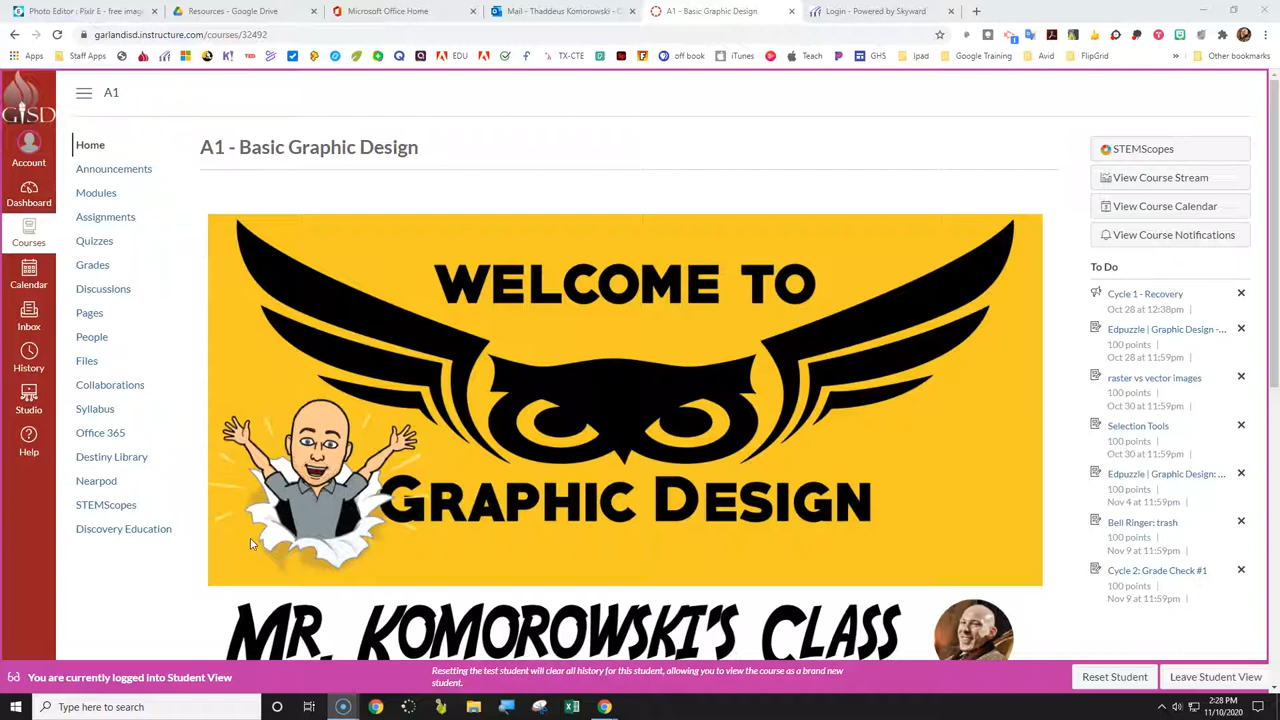 Photo Editor : Pixlr E - free imag
Resources - Google Drive
Microsoft Office Home
Mail - Thaddeus Komorowski - O
A1 - Basic Graphic Design
Login - Powered by Skyward
garlandisd.instructure.com/courses/32492
Apps
Staff Apps
EDU
TX-CTE
off book
iTunes
Teach
GHS
Ipad
Google Training
Avid
FlipGrid
Other bookmarks
GISD
A1
Account
Dashboard
Courses
Calendar
Inbox
History
Studio
Help
Home
Announcements
Modules
Assignments
Quizzes
Grades
Discussions
Pages
People
Files
Collaborations
Syllabus
Office 365
Destiny Library
Nearpod
STEMScopes
Discovery Education
A1 - Basic Graphic Design
WELCOME TO
GRAPHIC DESIGN
MR. KOMOROWSKI'S CLASS
STEMScopes
View Course Stream
View Course Calendar
View Course Notifications
To Do
Cycle 1 - Recovery
Oct 28 at 12:38pm
Edpuzzle | Graphic Design -...
100 points
Oct 28 at 11:59pm
raster vs vector images
100 points
Oct 30 at 11:59pm
Selection Tools
100 points
Oct 30 at 11:59pm
Edpuzzle | Graphic Design: ...
100 points
Nov 4 at 11:59pm
Bell Ringer: trash
100 points
Nov 9 at 11:59pm
Cycle 2: Grade Check #1
100 points
Nov 9 at 11:59pm
You are currently logged into Student View
Resetting the test student will clear all history for this student, allowing you to view the course as a brand new
student.
Reset Student
Leave Student View
Type here to search
2:28 PM
11/10/2020